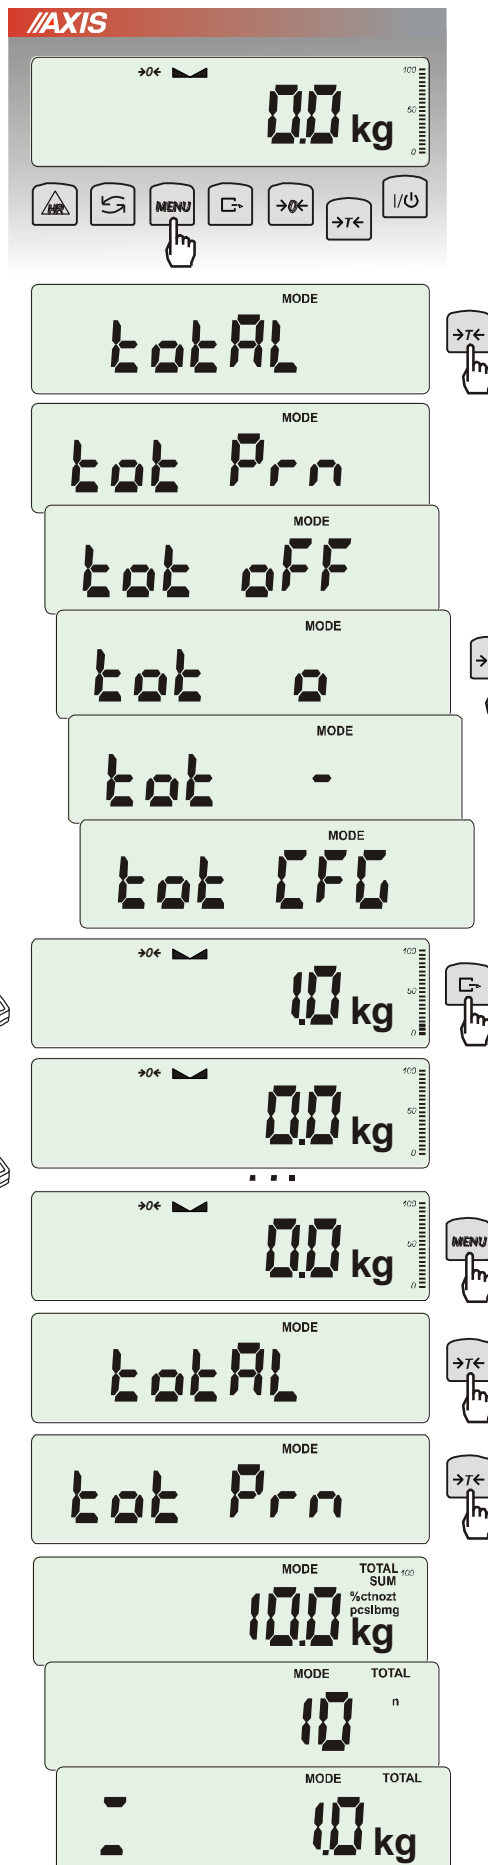 AXIS
→0← 100
50
0.0 kg
0
HR MENU →0← →T← I/⏻
MODE
totAL
→T←
MODE
tot Prn
MODE
tot oFF
MODE
tot o
→
MODE
tot -
MODE
tot CFG
→0← 100
50
1.0 kg
0
→0← 100
50
0.0 kg
0
...
→0← 100
50
0.0 kg
0
MENU
MODE
totAL
→T←
MODE
tot Prn
→T←
MODE TOTAL 100
SUM
%ctnozt
pcslbmg
10.0 kg
MODE TOTAL
10 n
MODE TOTAL
= 1.0 kg